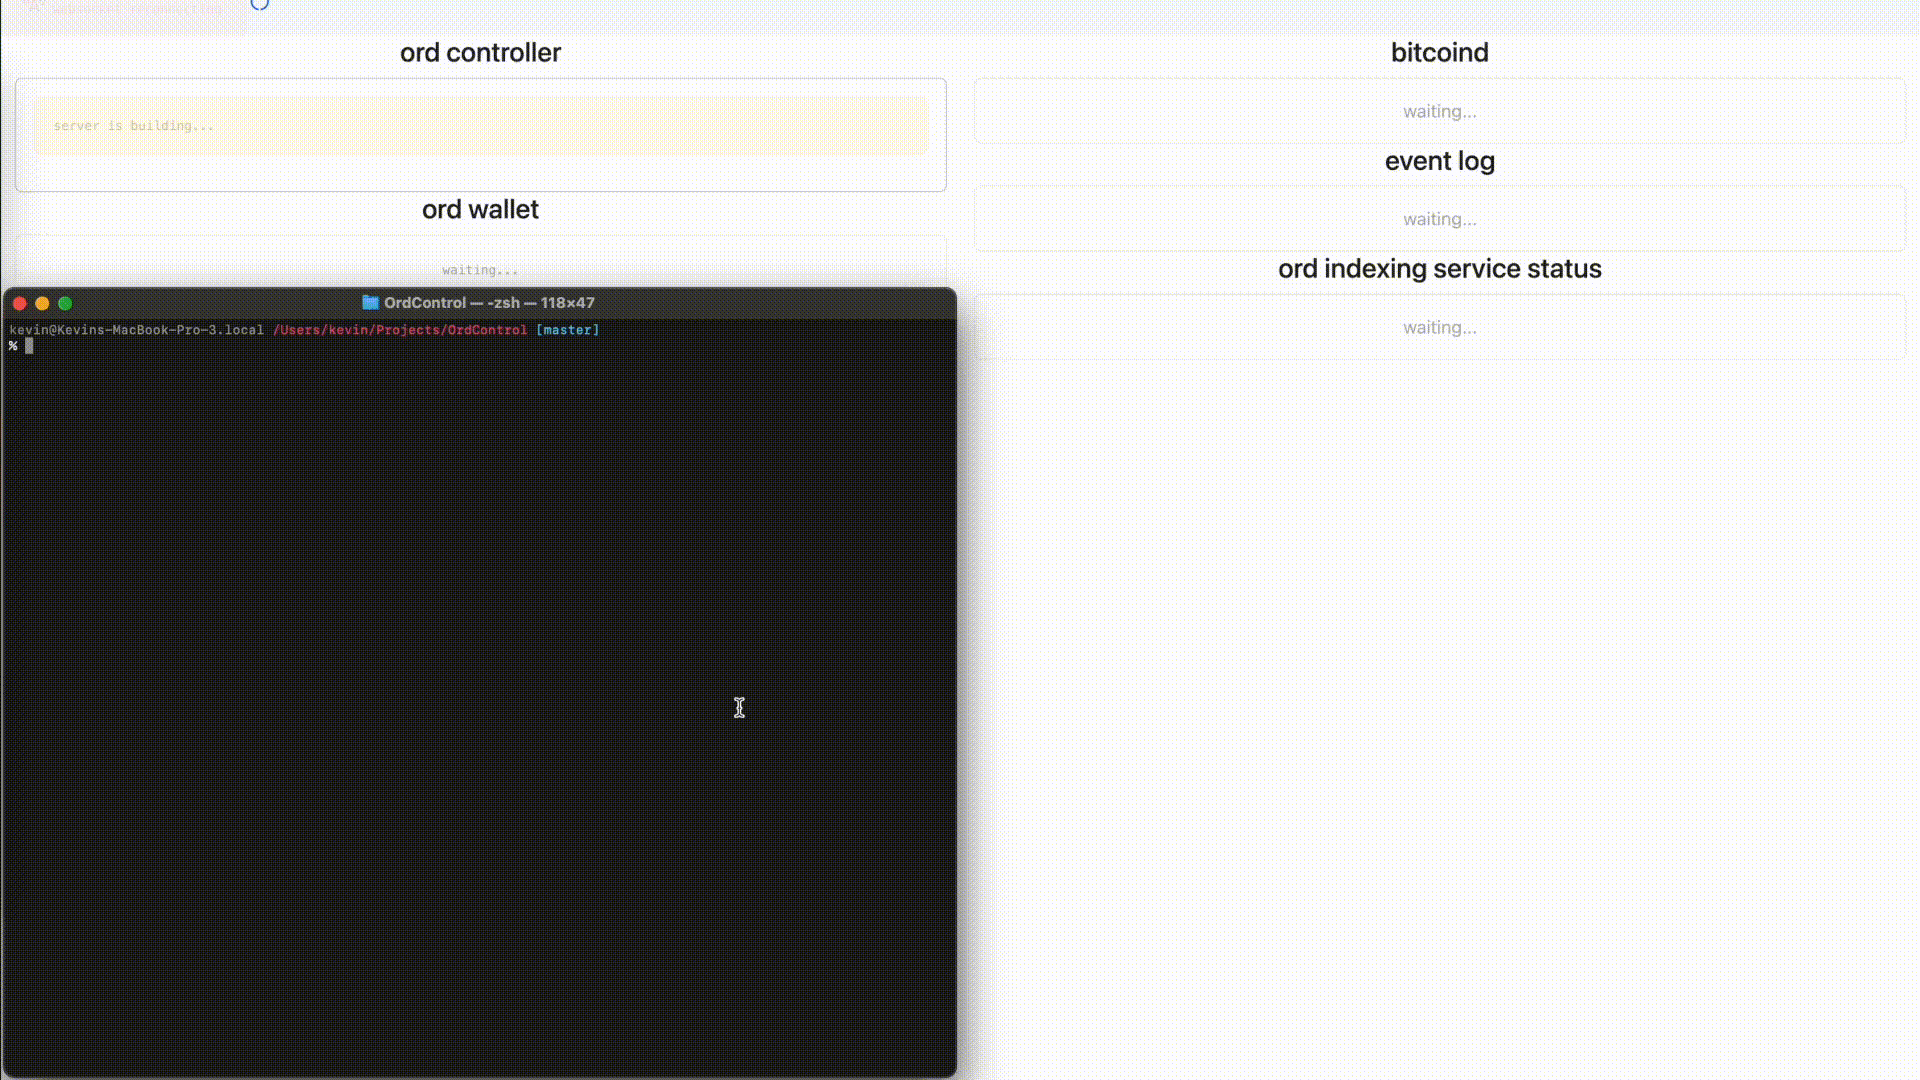 ord controller
server is building...
ord wallet
waiting...
bitcoind
waiting...
event log
waiting...
ord indexing service status
waiting...
OrdControl — -zsh — 118×47
kevin@Kevins-MacBook-Pro-3.local /Users/kevin/Projects/OrdControl [master]
%